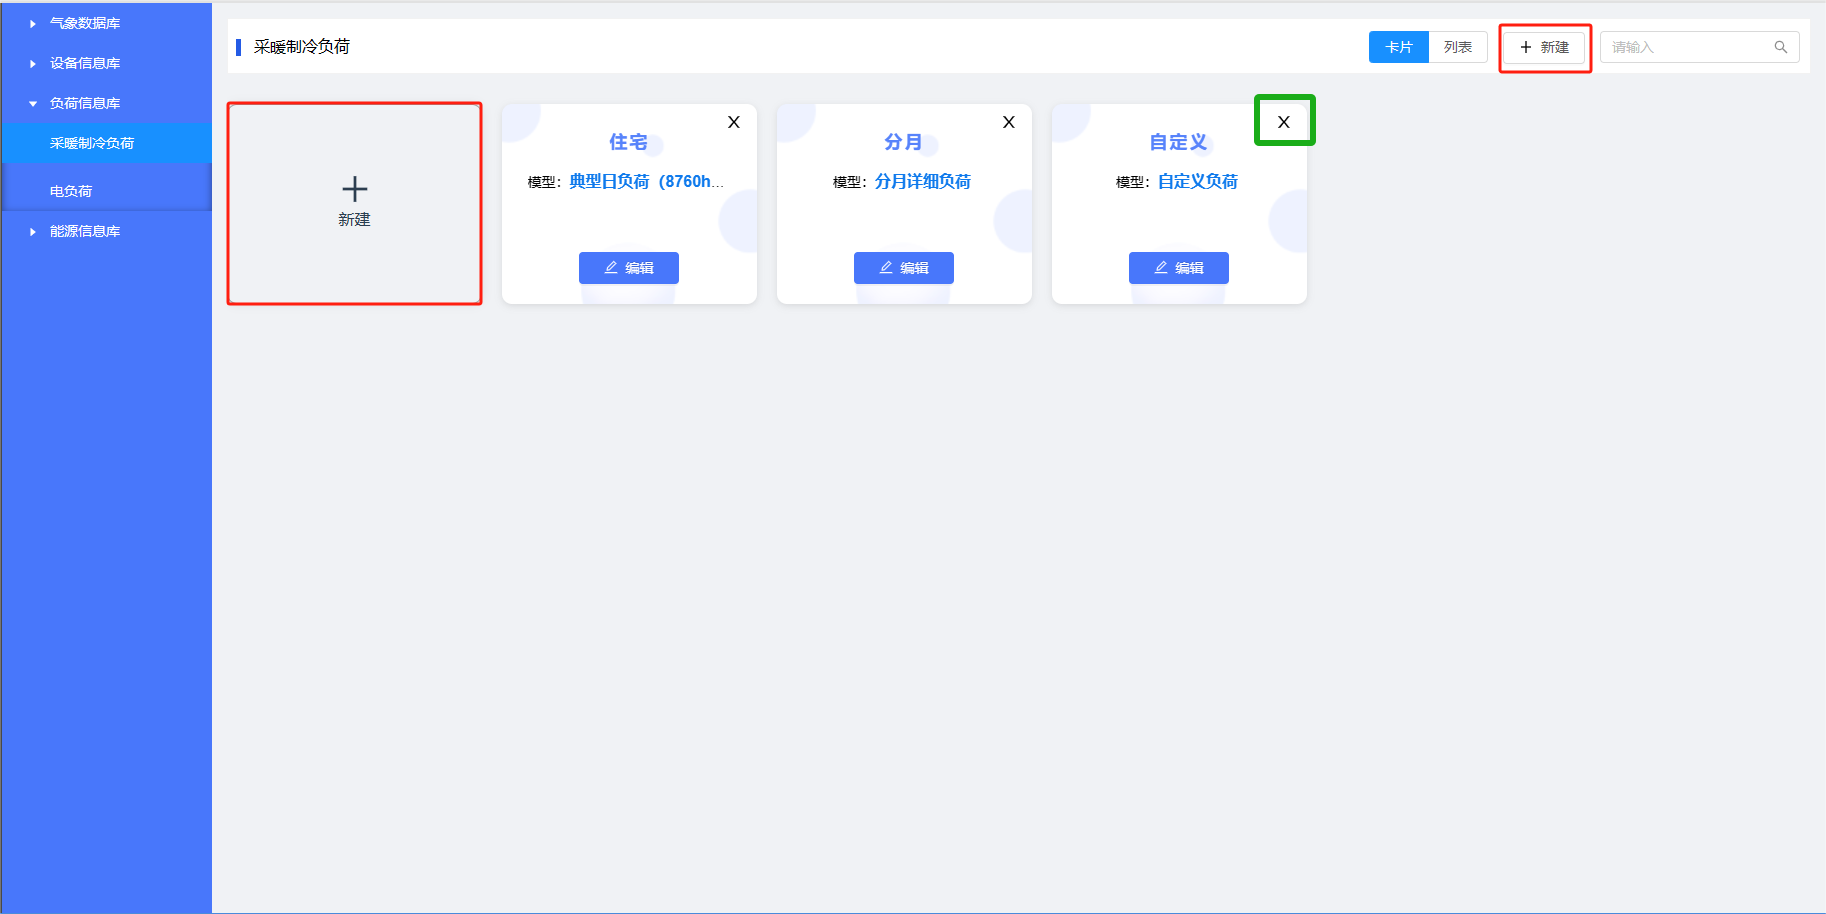 气象数据库
设备信息库
负荷信息库
采暖制冷负荷
电负荷
能源信息库
采暖制冷负荷
卡片 列表 + 新建 请输入
新建
X
住宅
模型：典型日负荷（8760h...
编辑
X
分月
模型：分月详细负荷
编辑
X
自定义
模型：自定义负荷
编辑